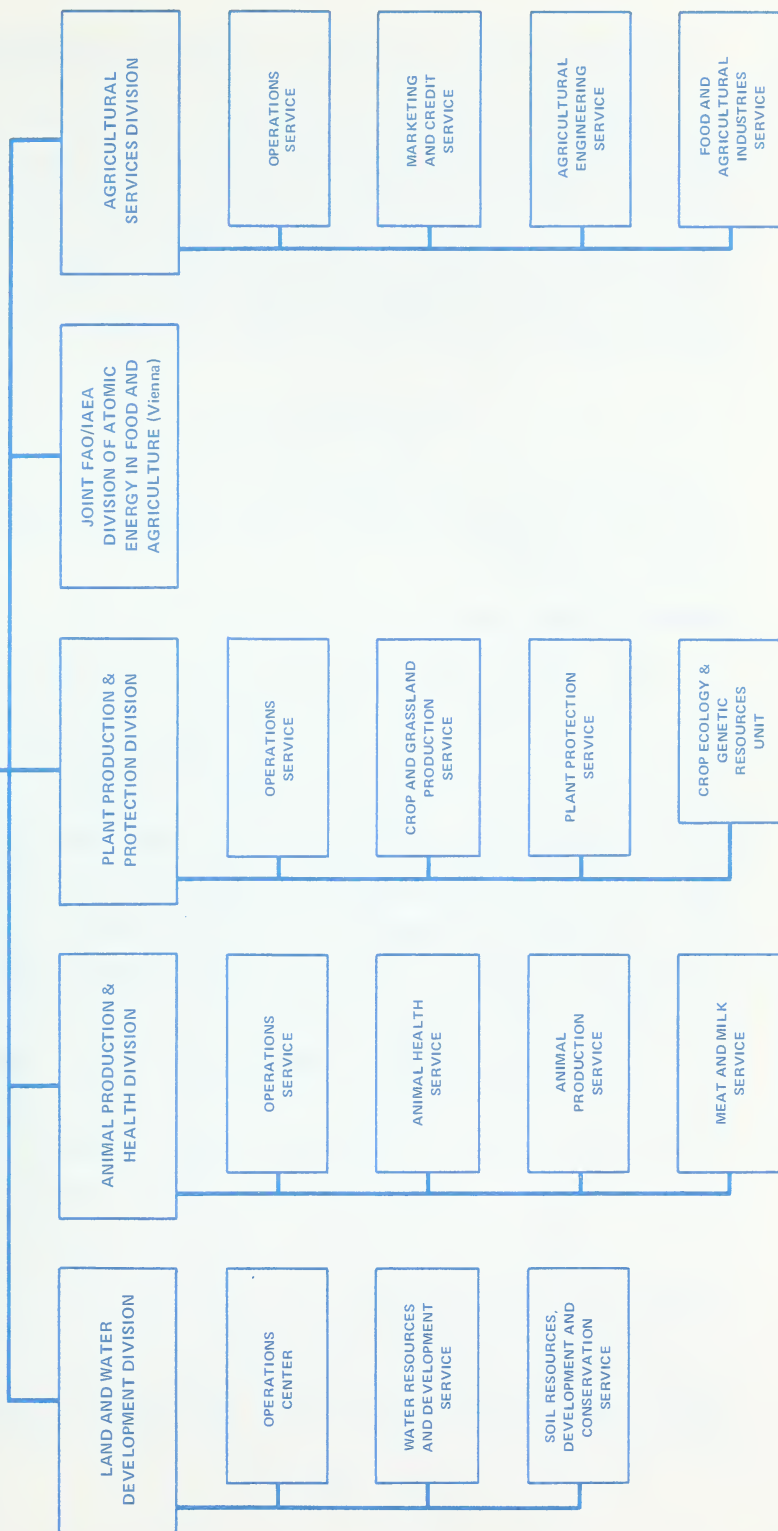 LAND AND WATER
DEVELOPMENT DIVISION
OPERATIONS
CENTER
WATER RESOURCES
AND DEVELOPMENT
SERVICE
SOIL RESOURCES,
DEVELOPMENT AND
CONSERVATION
SERVICE
ANIMAL PRODUCTION &
HEALTH DIVISION
OPERATIONS
SERVICE
ANIMAL HEALTH
SERVICE
ANIMAL
PRODUCTION
SERVICE
MEAT AND MILK
SERVICE
PLANT PRODUCTION &
PROTECTION DIVISION
OPERATIONS
SERVICE
CROP AND GRASSLAND
PRODUCTION
SERVICE
PLANT PROTECTION
SERVICE
CROP ECOLOGY &
GENETIC
RESOURCES
UNIT
JOINT FAO/IAEA
DIVISION OF ATOMIC
ENERGY IN FOOD AND
AGRICULTURE (Vienna)
AGRICULTURAL
SERVICES DIVISION
OPERATIONS
SERVICE
MARKETING
AND CREDIT
SERVICE
AGRICULTURAL
ENGINEERING
SERVICE
FOOD AND
AGRICULTURAL
INDUSTRIES
SERVICE